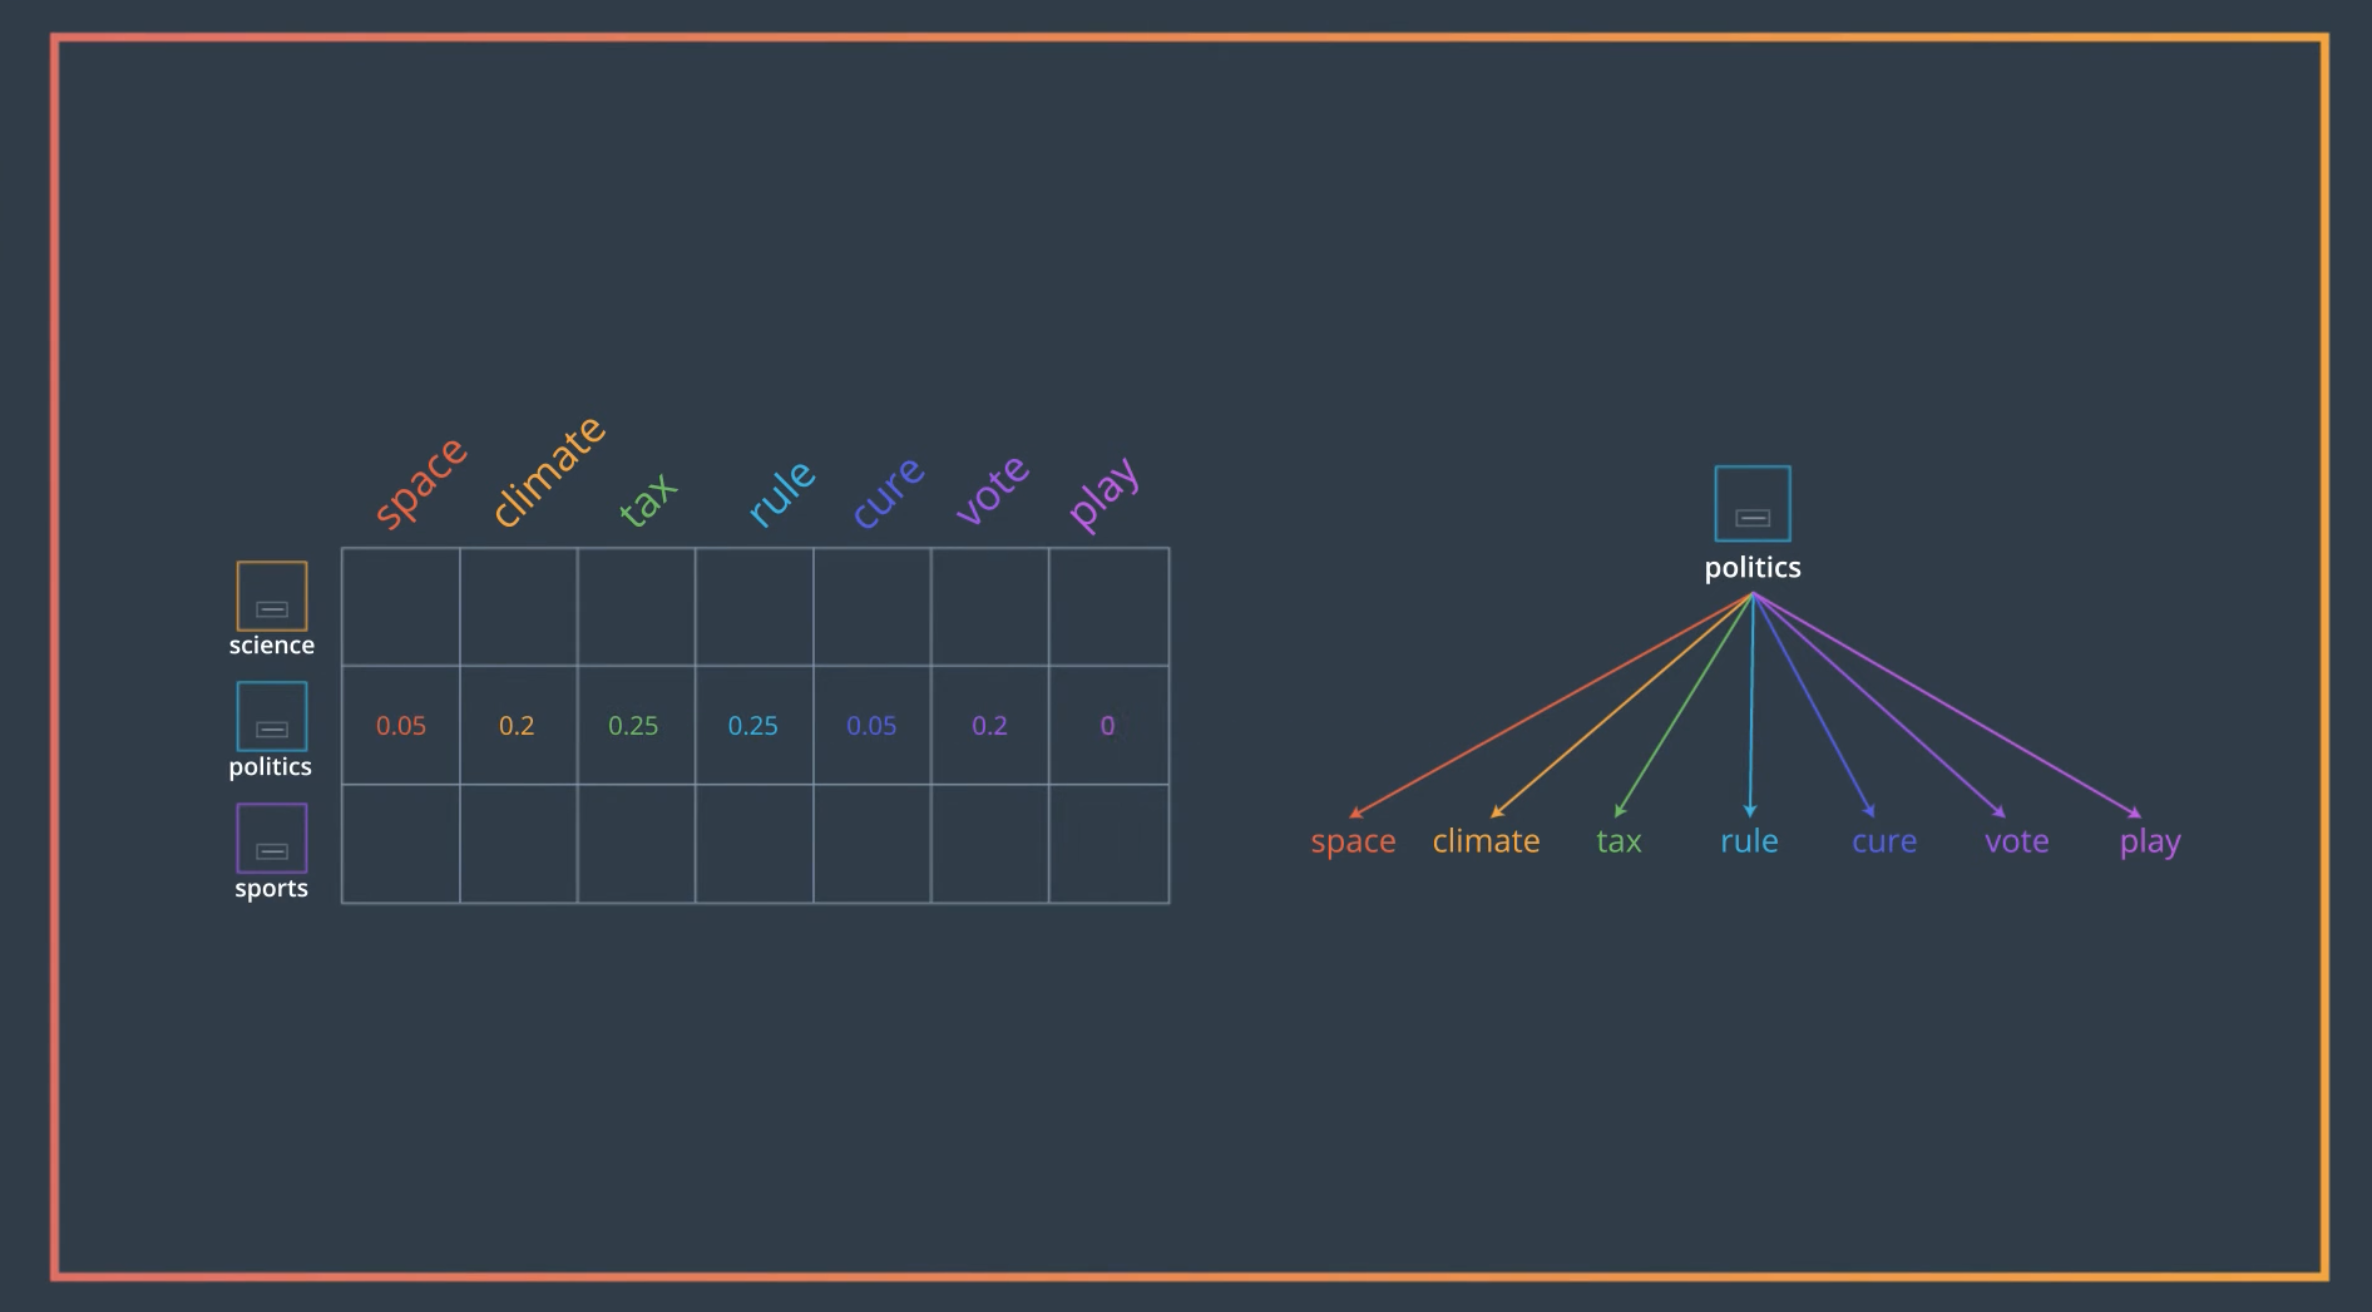 space climate tax rule cure vote play
science
politics 0.05 0.2 0.25 0.25 0.05 0.2 0
sports
politics
space climate tax rule cure vote play